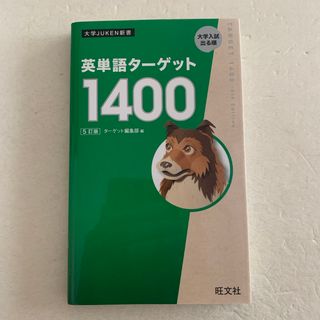 大学JUKEN新書
大学入試
出る順
英単語ターゲット
1400
5訂版 ターゲット編集部 編
TARGET 1400
旺文社